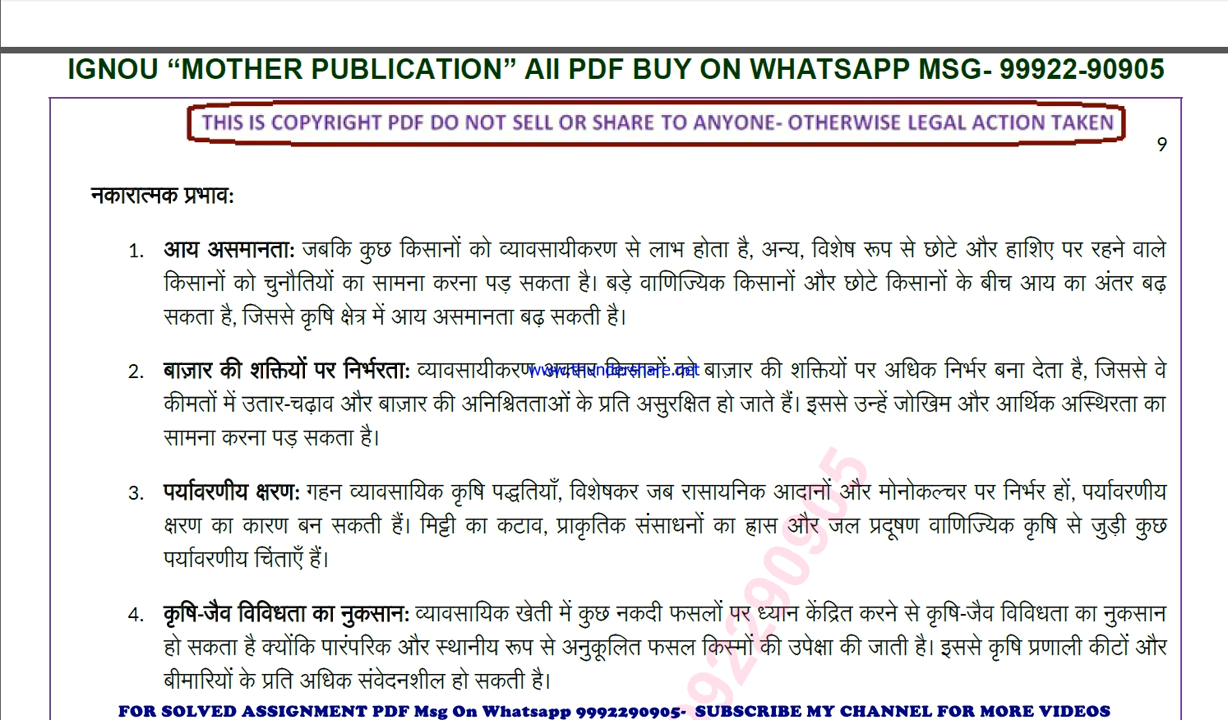 IGNOU “MOTHER PUBLICATION” All PDF BUY ON WHATSAPP MSG- 99922-90905
THIS IS COPYRIGHT PDF DO NOT SELL OR SHARE TO ANYONE- OTHERWISE LEGAL ACTION TAKEN
9
नकारात्मक प्रभाव:
1. आय असमानता: जबकि कुछ किसानों को व्यावसायीकरण से लाभ होता है, अन्य, विशेष रूप से छोटे और हाशिए पर रहने वाले
किसानों को चुनौतियों का सामना करना पड़ सकता है। बड़े वाणिज्यिक किसानों और छोटे किसानों के बीच आय का अंतर बढ़
सकता है, जिससे कृषि क्षेत्र में आय असमानता बढ़ सकती है।
2. बाज़ार की शक्तियों पर निर्भरता: व्यावसायीकरण अक्सर किसानों को बाज़ार की शक्तियों पर अधिक निर्भर बना देता है, जिससे वे
www.thundershare.net
कीमतों में उतार-चढ़ाव और बाज़ार की अनिश्चितताओं के प्रति असुरक्षित हो जाते हैं। इससे उन्हें जोखिम और आर्थिक अस्थिरता का
सामना करना पड़ सकता है।
3. पर्यावरणीय क्षरण: गहन व्यावसायिक कृषि पद्धतियाँ, विशेषकर जब रासायनिक आदानों और मोनोकल्चर पर निर्भर हों, पर्यावरणीय
क्षरण का कारण बन सकती हैं। मिट्टी का कटाव, प्राकृतिक संसाधनों का ह्रास और जल प्रदूषण वाणिज्यिक कृषि से जुड़ी कुछ
पर्यावरणीय चिंताएँ हैं।
4. कृषि-जैव विविधता का नुकसान: व्यावसायिक खेती में कुछ नकदी फसलों पर ध्यान केंद्रित करने से कृषि-जैव विविधता का नुकसान
हो सकता है क्योंकि पारंपरिक और स्थानीय रूप से अनुकूलित फसल किस्मों की उपेक्षा की जाती है। इससे कृषि प्रणाली कीटों और
बीमारियों के प्रति अधिक संवेदनशील हो सकती है।
9992290905
FOR SOLVED ASSIGNMENT PDF Msg On Whatsapp 9992290905- SUBSCRIBE MY CHANNEL FOR MORE VIDEOS